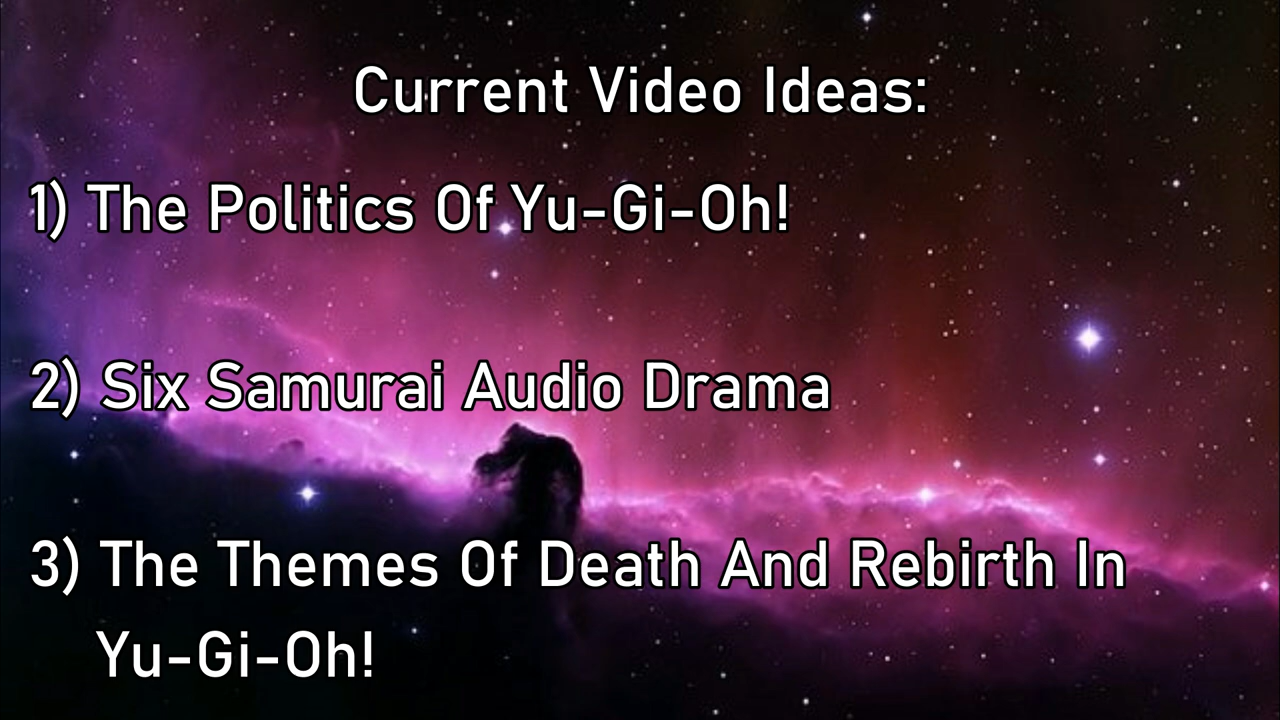 Current Video Ideas:
1) The Politics Of Yu-Gi-Oh!
2) Six Samurai Audio Drama
3) The Themes Of Death And Rebirth In
Yu-Gi-Oh!